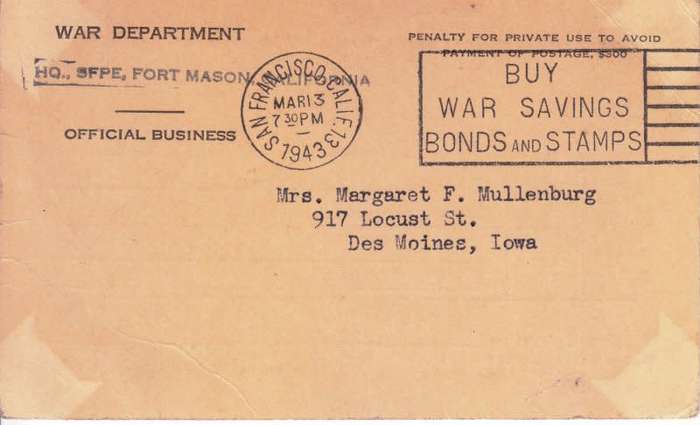 WAR DEPARTMENT
HQ., SFPE, FORT MASON, CALIFORNIA
OFFICIAL BUSINESS
SAN FRANCISCO, CALIF. 13
MAR 13
7 30 PM
1943
PENALTY FOR PRIVATE USE TO AVOID
PAYMENT OF POSTAGE, $300
BUY
WAR SAVINGS
BONDS AND STAMPS
Mrs. Margaret F. Mullenburg
917 Locust St.
Des Moines, Iowa